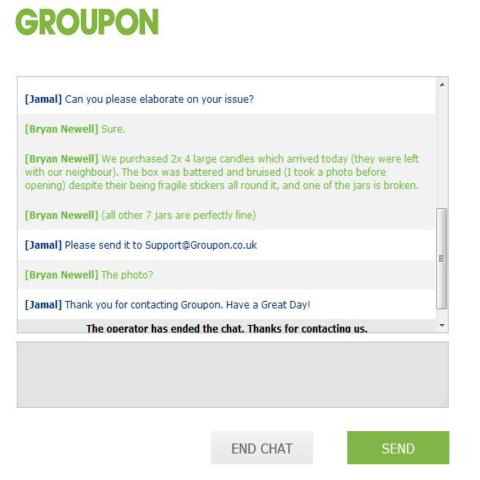 GROUPON
[Jamal] Can you please elaborate on your issue?
[Bryan Newell] Sure.
[Bryan Newell] We purchased 2x 4 large candles which arrived today (they were left
with our neighbour). The box was battered and bruised (I took a photo before
opening) despite their being fragile stickers all round it, and one of the jars is broken.
[Bryan Newell] (all other 7 jars are perfectly fine)
[Jamal] Please send it to Support@Groupon.co.uk
[Bryan Newell] The photo?
[Jamal] Thank you for contacting Groupon. Have a Great Day!
The operator has ended the chat. Thanks for contacting us.
END CHAT
SEND